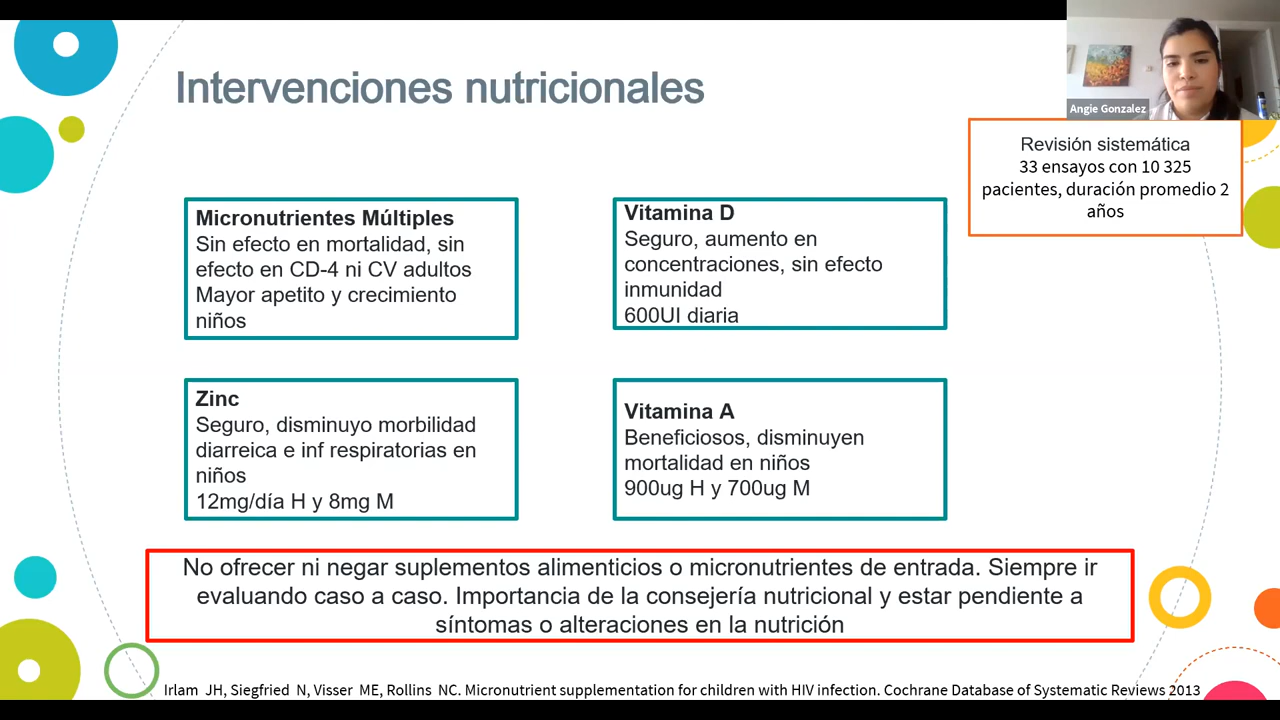 Intervenciones nutricionales
Angie Gonzalez
Revisión sistemática
33 ensayos con 10 325
pacientes, duración promedio 2
años
Micronutrientes Múltiples
Sin efecto en mortalidad, sin
efecto en CD-4 ni CV adultos
Mayor apetito y crecimiento
niños
Vitamina D
Seguro, aumento en
concentraciones, sin efecto
inmunidad
600UI diaria
Zinc
Seguro, disminuyo morbilidad
diarreica e inf respiratorias en
niños
12mg/día H y 8mg M
Vitamina A
Beneficiosos, disminuyen
mortalidad en niños
900ug H y 700ug M
No ofrecer ni negar suplementos alimenticios o micronutrientes de entrada. Siempre ir
evaluando caso a caso. Importancia de la consejería nutricional y estar pendiente a
síntomas o alteraciones en la nutrición
Irlam JH, Siegfried N, Visser ME, Rollins NC. Micronutrient supplementation for children with HIV infection. Cochrane Database of Systematic Reviews 2013